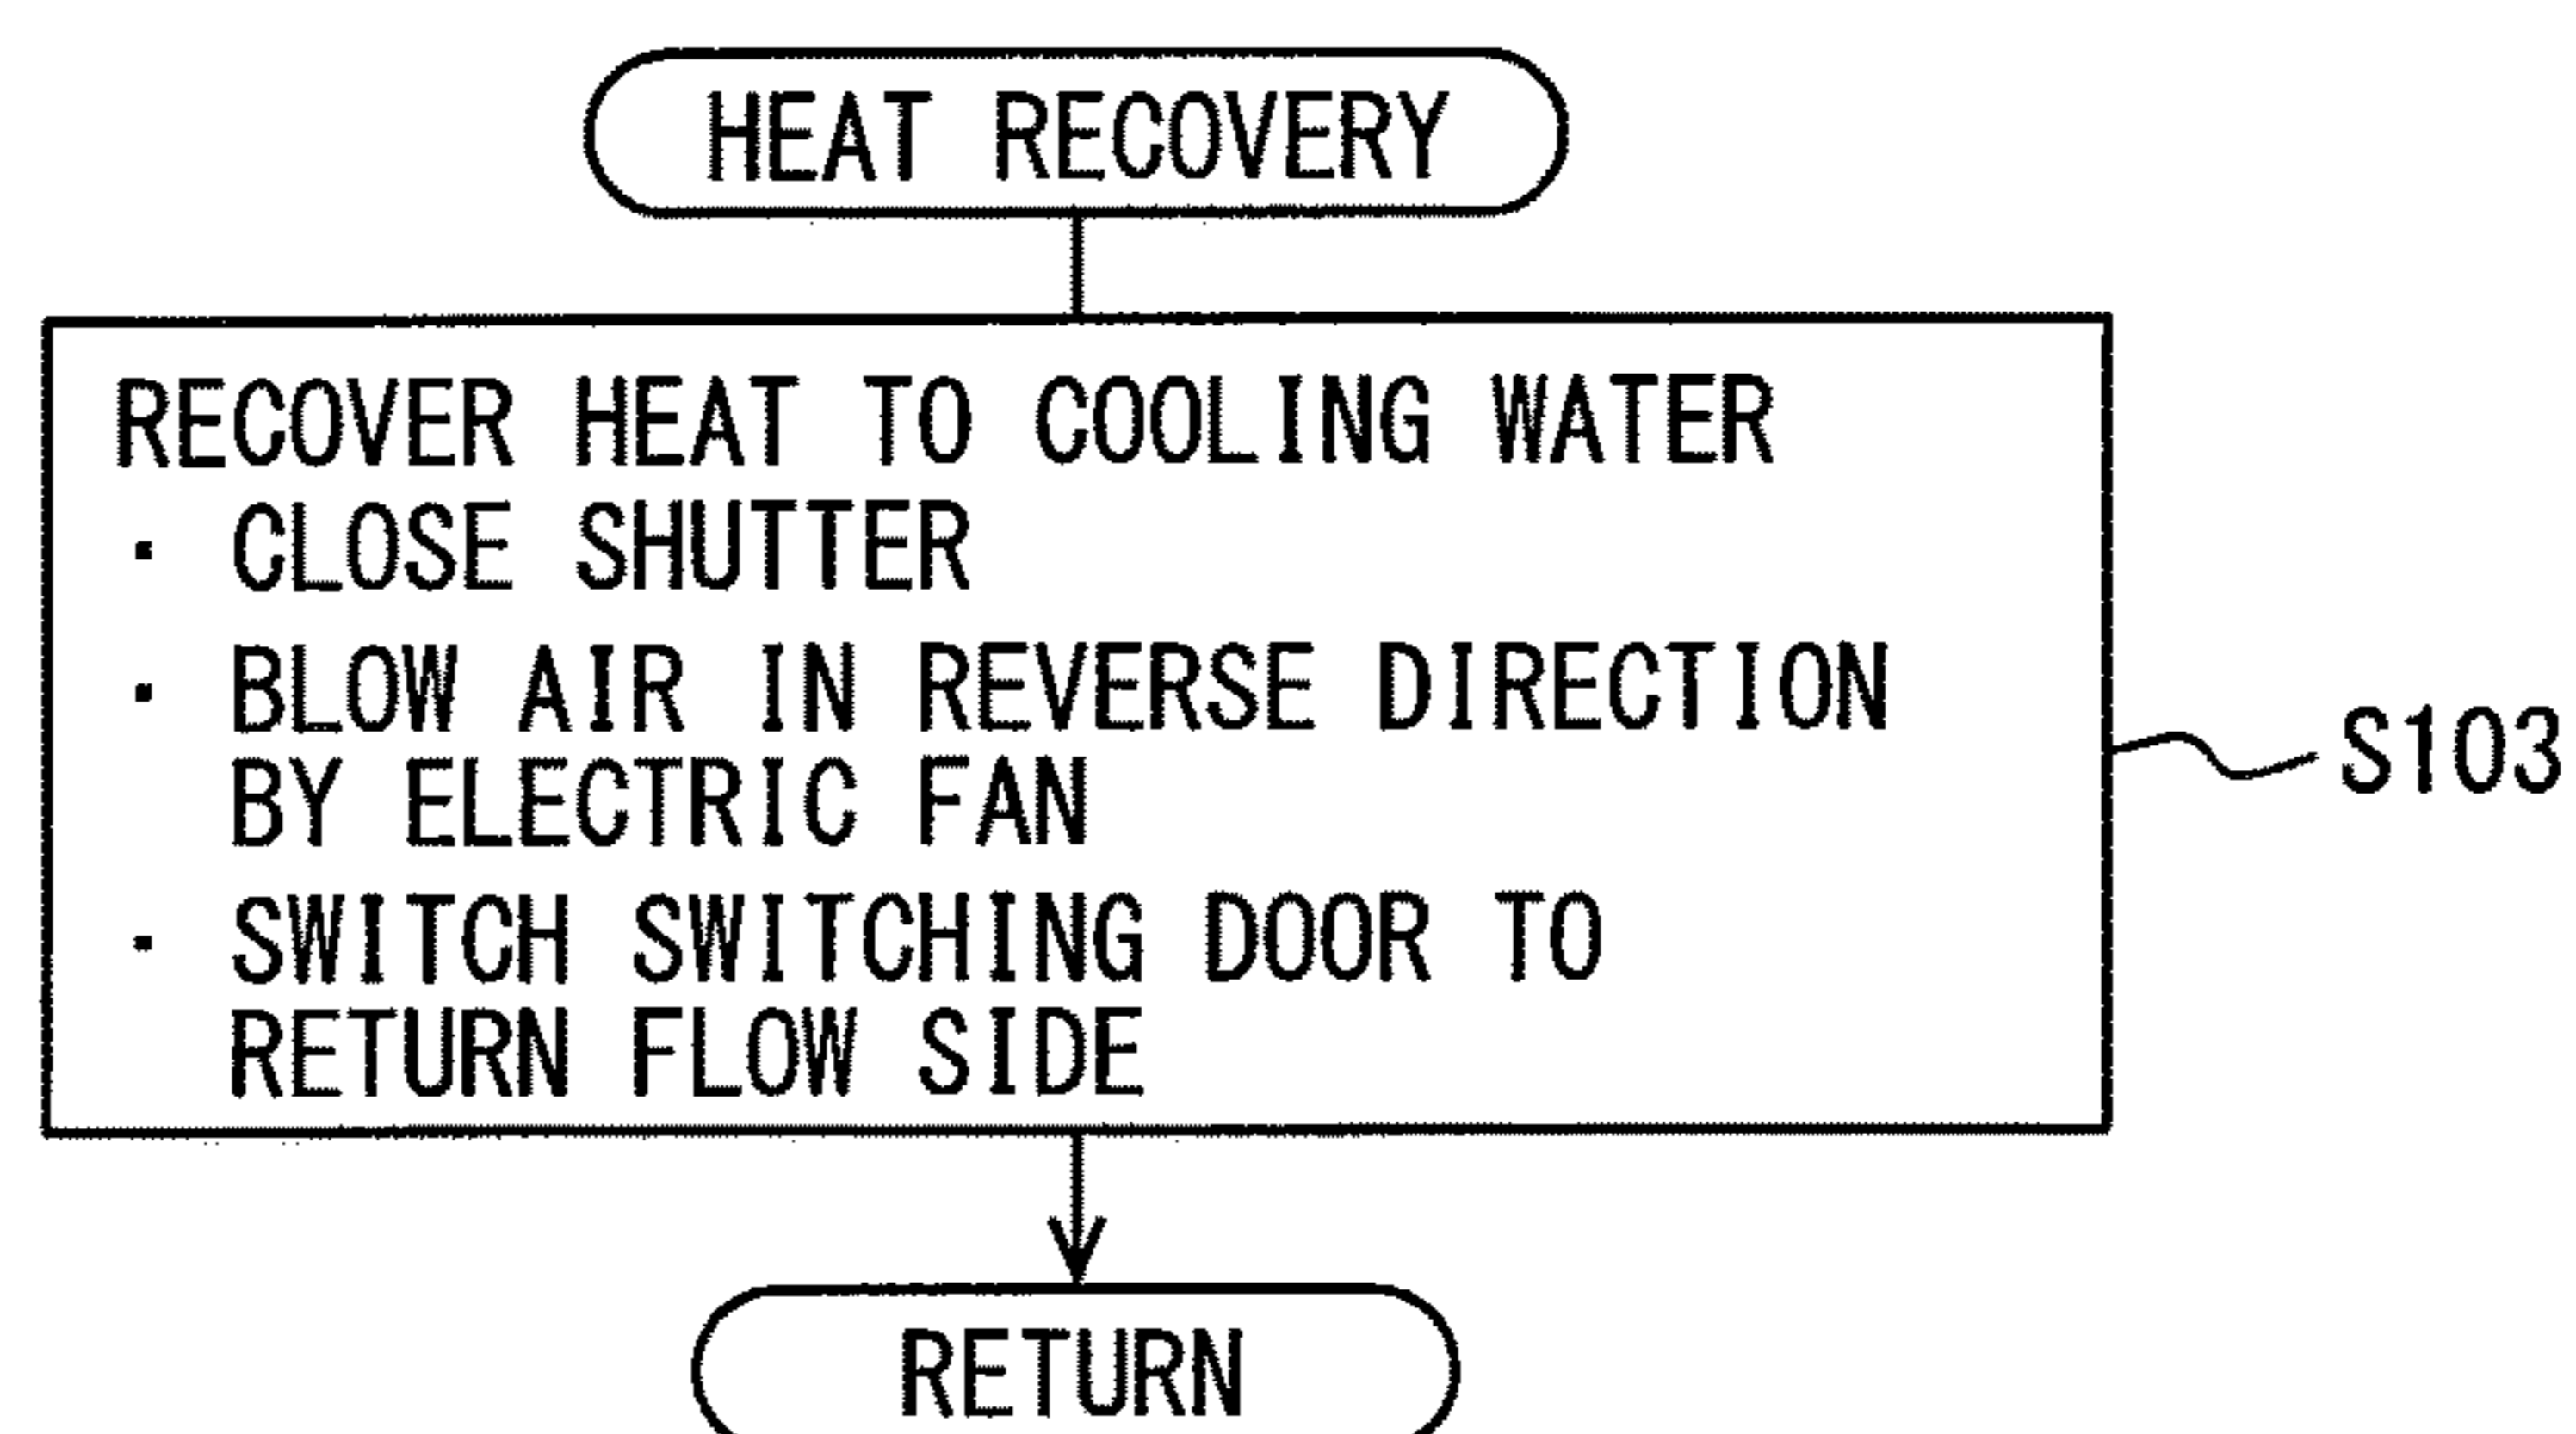 HEAT RECOVERY
RECOVER HEAT TO COOLING WATER
· CLOSE SHUTTER
· BLOW AIR IN REVERSE DIRECTION
BY ELECTRIC FAN
· SWITCH SWITCHING DOOR TO
RETURN FLOW SIDE
S103
RETURN